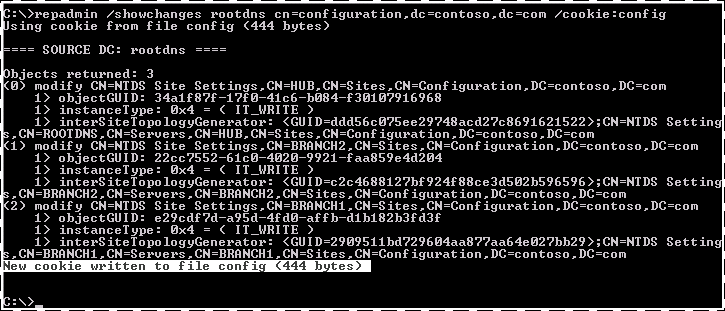 C:\>repadmin /showchanges rootdns cn=configuration,dc=contoso,dc=com /cookie:config
Using cookie from file config (444 bytes)
==== SOURCE DC: rootdns ====
Objects returned: 3
(0) modify CN=NTDS Site Settings,CN=HUB,CN=Sites,CN=Configuration,DC=contoso,DC=com
1> objectGUID: 34a1f87f-17f0-41c6-b084-f30107916968
1> instanceType: 0x4 = ( IT_WRITE )
1> interSiteTopologyGenerator: <GUID=ddd56c075ee29748acd27c8691621522>;CN=NTDS Setting
s,CN=ROOTDNS,CN=Servers,CN=HUB,CN=Sites,CN=Configuration,DC=contoso,DC=com
(1) modify CN=NTDS Site Settings,CN=BRANCH2,CN=Sites,CN=Configuration,DC=contoso,DC=com
1> objectGUID: 22cc7552-61c0-4020-9921-faa859e4d204
1> instanceType: 0x4 = ( IT_WRITE )
1> interSiteTopologyGenerator: <GUID=c2c4688127bf924f88ce3d502b596596>;CN=NTDS Setting
s,CN=BRANCH2,CN=Servers,CN=BRANCH2,CN=Sites,CN=Configuration,DC=contoso,DC=com
(2) modify CN=NTDS Site Settings,CN=BRANCH1,CN=Sites,CN=Configuration,DC=contoso,DC=com
1> objectGUID: e29cdf7d-a95d-4fd0-affb-d1b182b3fd3f
1> instanceType: 0x4 = ( IT_WRITE )
1> interSiteTopologyGenerator: <GUID=2909511bd729604aa877aa64e027bb29>;CN=NTDS Setting
s,CN=BRANCH1,CN=Servers,CN=BRANCH1,CN=Sites,CN=Configuration,DC=contoso,DC=com
New cookie written to file config (444 bytes)
C:\>